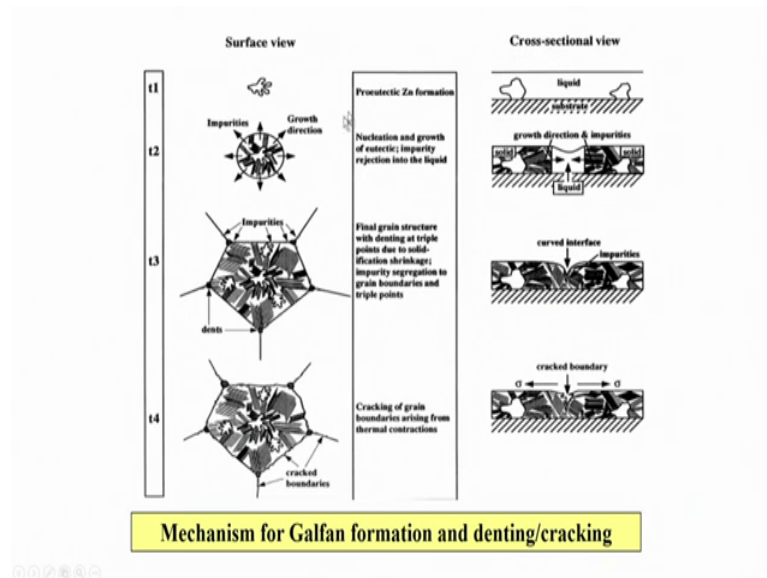 Surface view
Cross-sectional view
t1
Proeutectic Zn formation
liquid
substrate
t2
Impurities
Growth
direction
Nucleation and growth
of eutectic; impurity
rejection into the liquid
growth direction & impurities
solid
solid
liquid
t3
Impurities
dents
Final grain structure
with denting at triple
points due to solid-
ification shrinkage;
impurity segregation to
grain boundaries and
triple points
curved interface
impurities
t4
cracked
boundaries
Cracking of grain
boundaries arising from
thermal contractions
cracked boundary
σ
σ
Mechanism for Galfan formation and denting/cracking